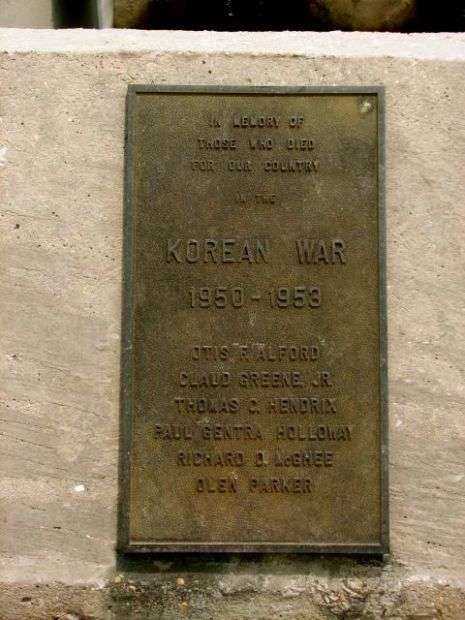 IN MEMORY OF
THOSE WHO DIED
FOR OUR COUNTRY
IN THE
KOREAN WAR
1950 - 1953
OTIS F. ALFORD
CLAUD GREENE, JR.
THOMAS C. HENDRIX
PAUL GENTRA HOLLOWAY
RICHARD D. McGHEE
OLEN PARKER